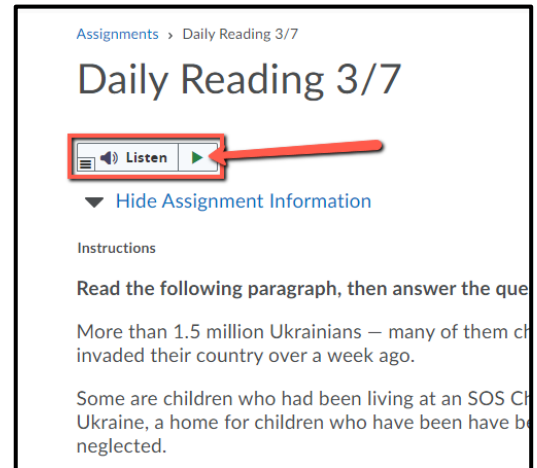 Assignments › Daily Reading 3/7
Daily Reading 3/7
Listen
Hide Assignment Information
Instructions
Read the following paragraph, then answer the que
More than 1.5 million Ukrainians — many of them ch
invaded their country over a week ago.
Some are children who had been living at an SOS Ch
Ukraine, a home for children who have been have be
neglected.